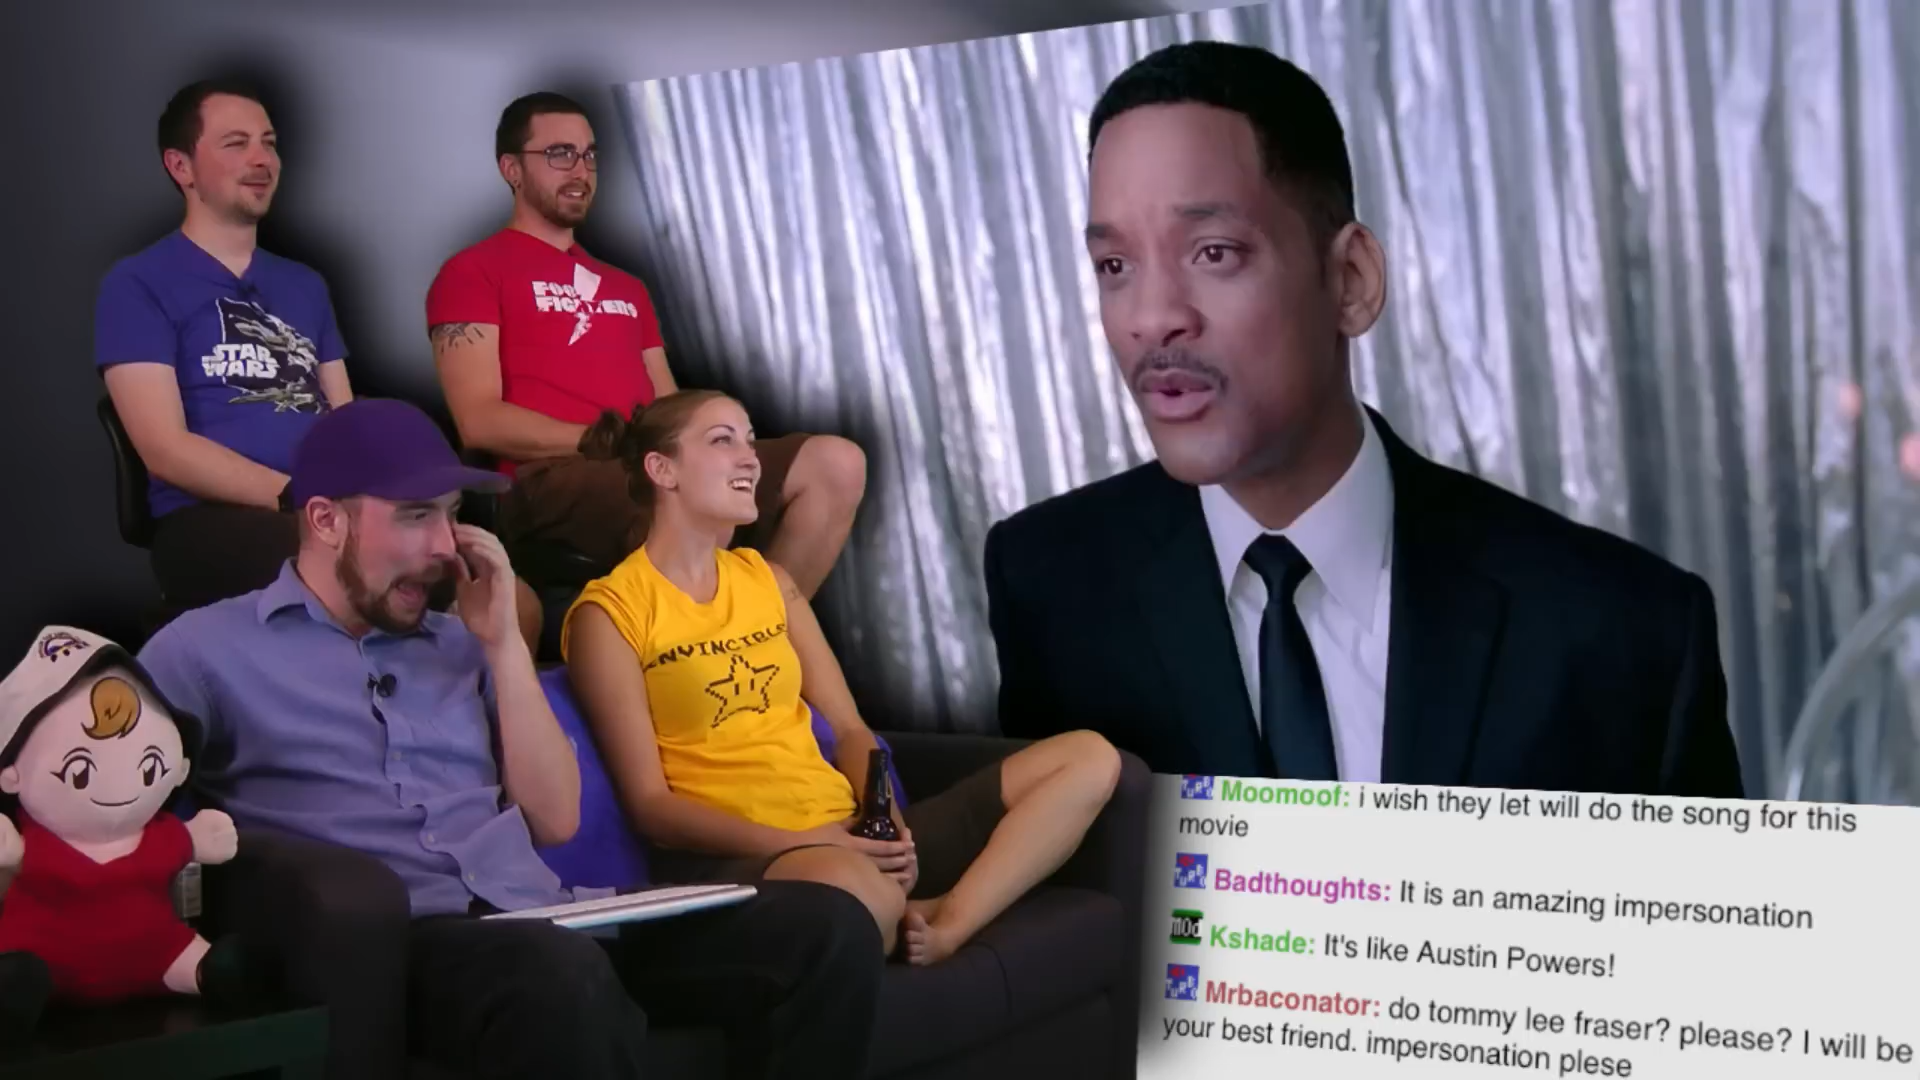 STAR
WARS
FOO
FIGHTERS
INVINCIBLE
Moomoof: i wish they let will do the song for this
movie
Badthoughts: It is an amazing impersonation
mod
Kshade: It's like Austin Powers!
Mrbaconator: do tommy lee fraser? please? I will be
your best friend. impersonation plese